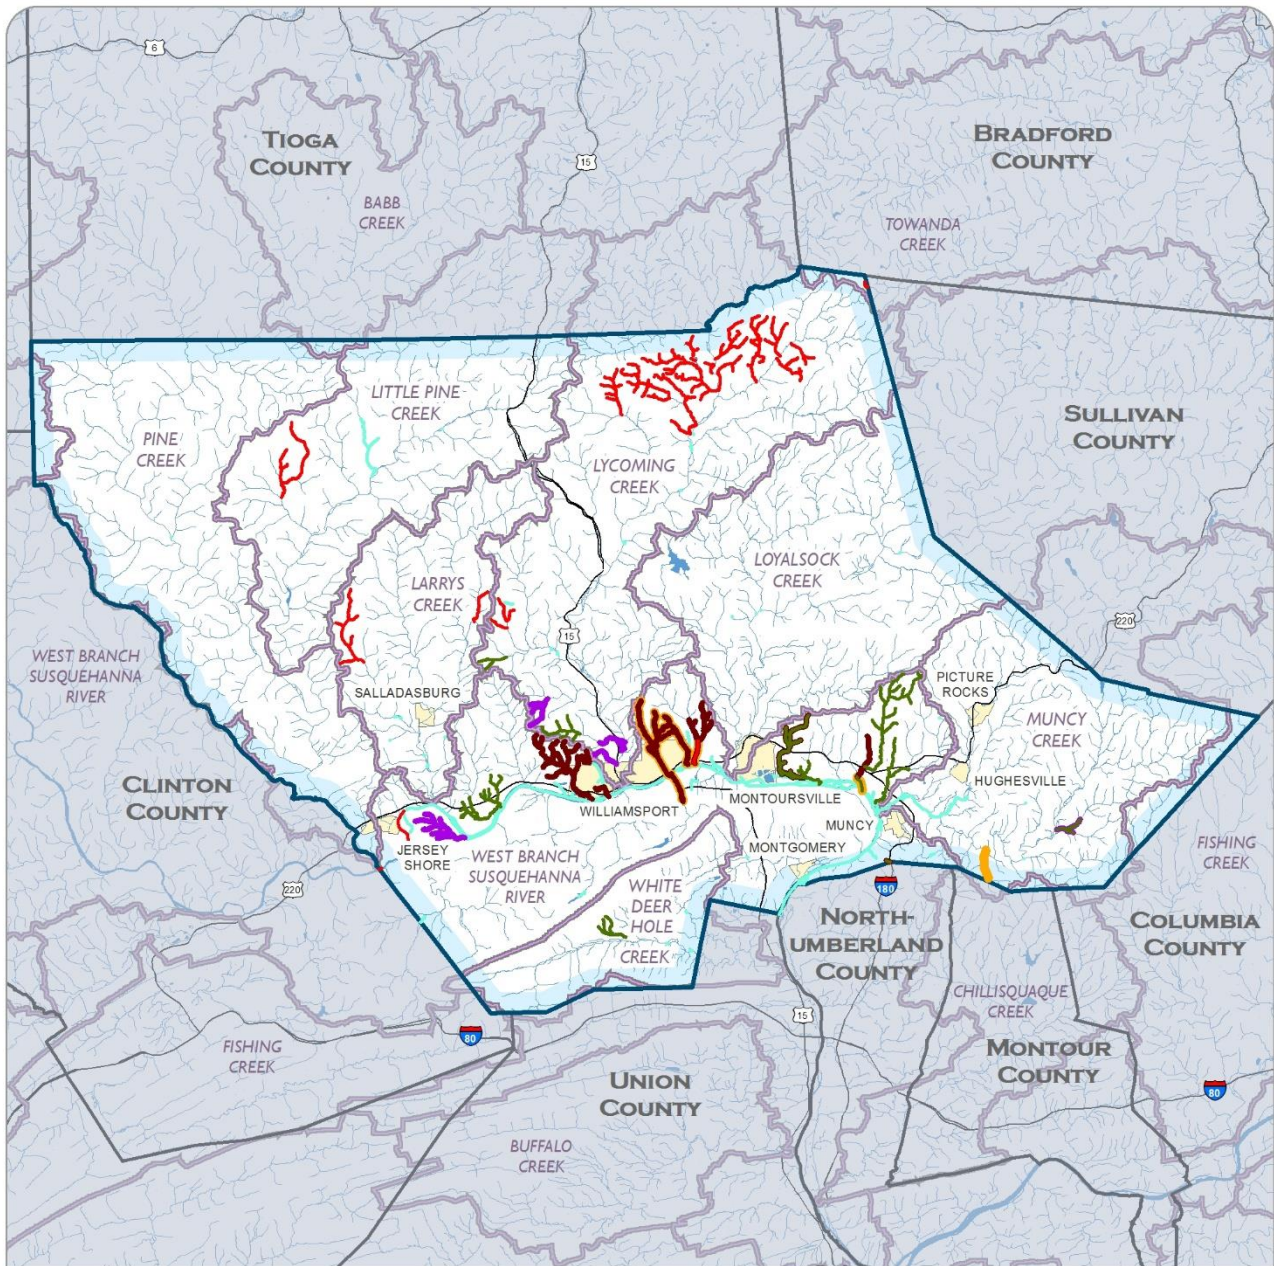 6
TIOGA
COUNTY
BRADFORD
COUNTY
15
BABB
CREEK
TOWANDA
CREEK
LITTLE PINE
CREEK
SULLIVAN
COUNTY
PINE
CREEK
LYCOMING
CREEK
LOYALSOCK
CREEK
LARRYS
CREEK
220
15
WEST BRANCH
SUSQUEHANNA
RIVER
SALLADASBURG
PICTURE
ROCKS
MUNCY
CREEK
CLINTON
COUNTY
HUGHESVILLE
WILLIAMSPORT
MONTOURSVILLE
MUNCY
JERSEY
SHORE
MONTGOMERY
WEST BRANCH
SUSQUEHANNA
RIVER
FISHING
CREEK
220
180
WHITE
DEER
HOLE
CREEK
NORTH-
UMBERLAND
COUNTY
COLUMBIA
COUNTY
CHILLISQUAQUE
CREEK
15
80
FISHING
CREEK
MONTOUR
COUNTY
UNION
COUNTY
80
BUFFALO
CREEK